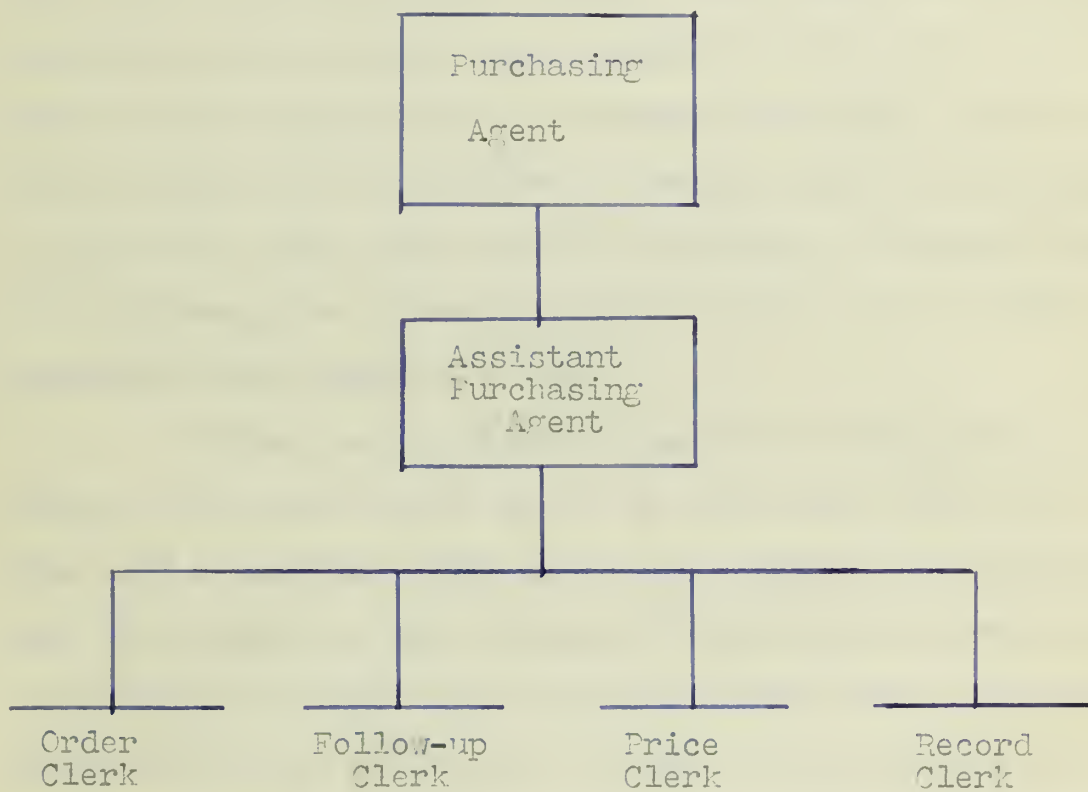 Purchasing
Agent
Assistant
Purchasing
Agent
Order
Clerk
Follow-up
Clerk
Price
Clerk
Record
Clerk